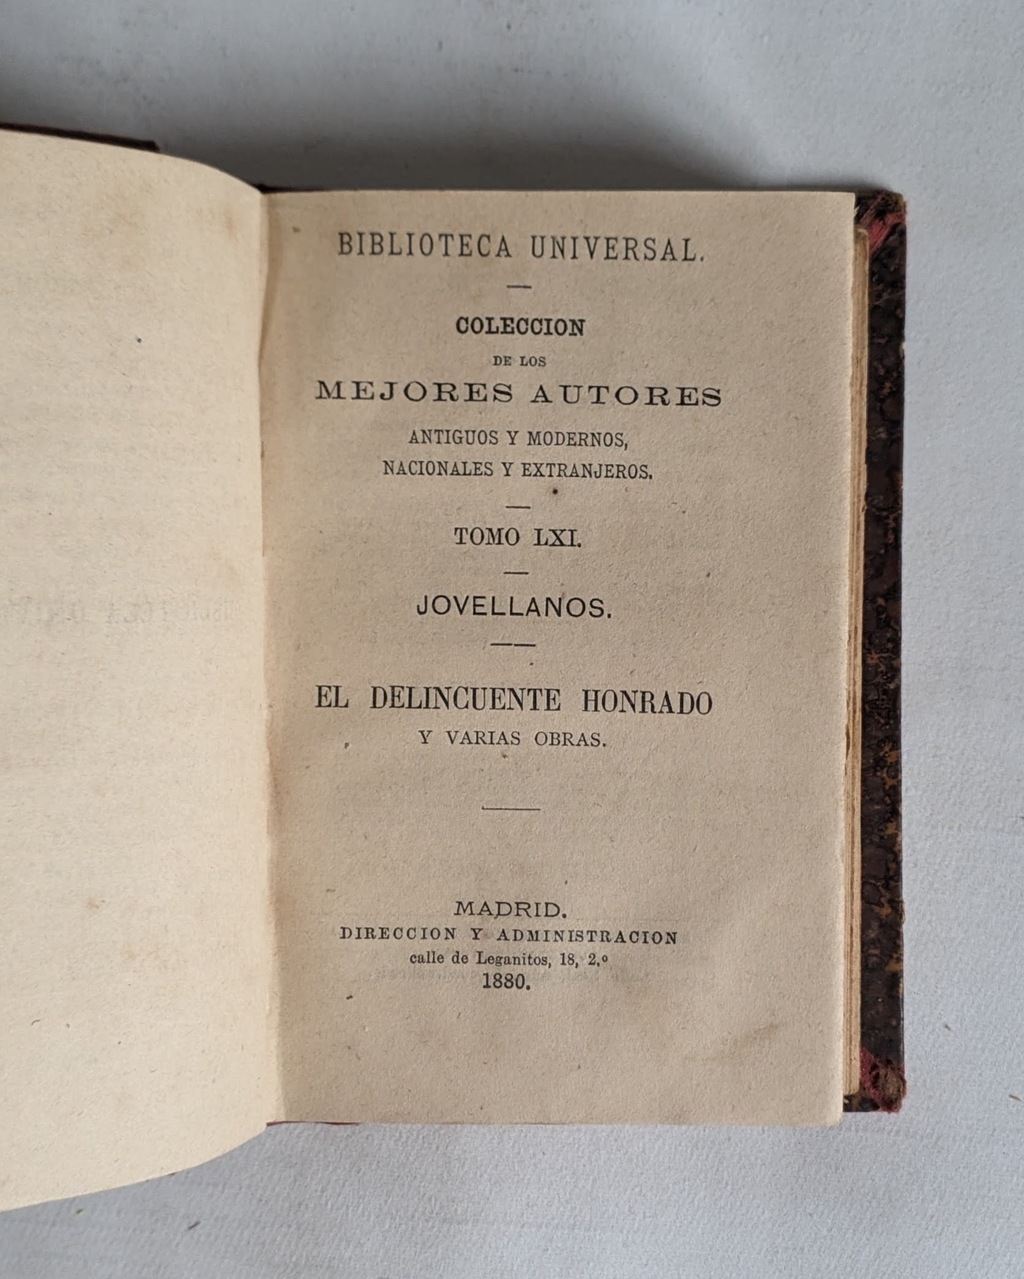 BIBLIOTECA UNIVERSAL.
COLECCION
DE LOS
MEJORES AUTORES
ANTIGUOS Y MODERNOS,
NACIONALES Y EXTRANJEROS.
TOMO LXI.
JOVELLANOS.
EL DELINCUENTE HONRADO
Y VARIAS OBRAS.
MADRID.
DIRECCION Y ADMINISTRACION
calle de Leganitos, 18, 2.º
1880.